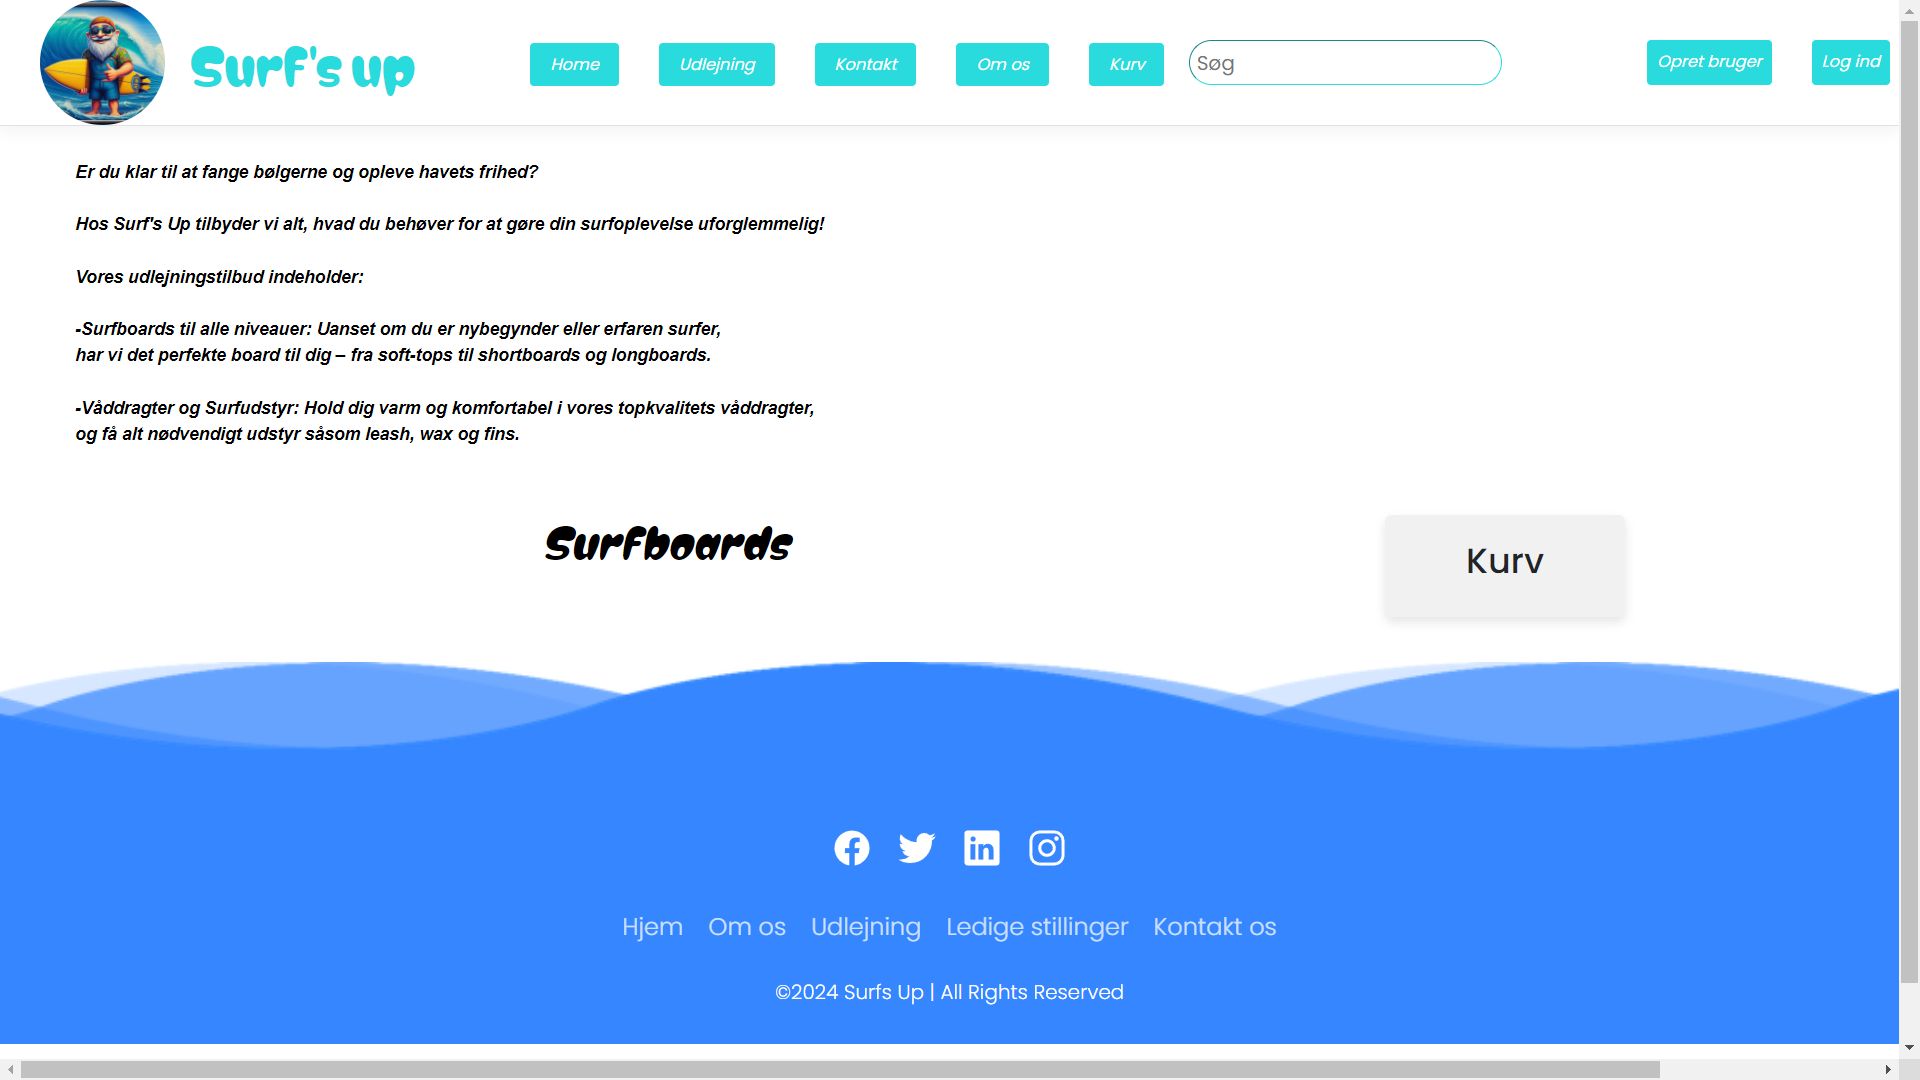 Surf's up
Home
Udlejning
Kontakt
Om os
Kurv
Søg
Opret bruger
Log ind
Er du klar til at fange bølgerne og opleve havets frihed?
Hos Surf's Up tilbyder vi alt, hvad du behøver for at gøre din surfoplevelse uforglemmelig!
Vores udlejningstilbud indeholder:
-Surfboards til alle niveauer: Uanset om du er nybegynder eller erfaren surfer,
har vi det perfekte board til dig – fra soft-tops til shortboards og longboards.
-Våddragter og Surfudstyr: Hold dig varm og komfortabel i vores topkvalitets våddragter,
og få alt nødvendigt udstyr såsom leash, wax og fins.
Surfboards
Kurv
Hjem
Om os
Udlejning
Ledige stillinger
Kontakt os
©2024 Surfs Up | All Rights Reserved